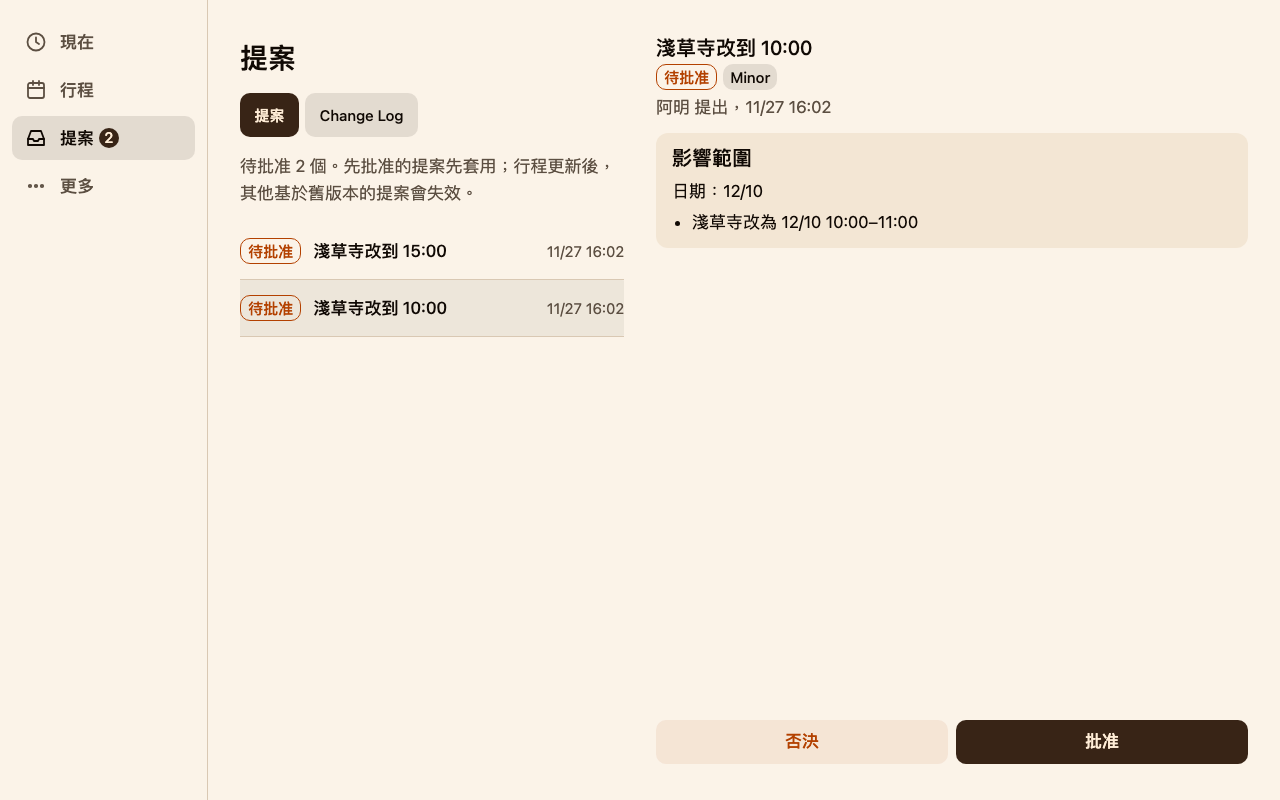 現在
行程
提案 2
更多
提案
提案 Change Log
待批准 2 個。先批准的提案先套用；行程更新後，
其他基於舊版本的提案會失效。
待批准 淺草寺改到 15:00 11/27 16:02
待批准 淺草寺改到 10:00 11/27 16:02
淺草寺改到 10:00
待批准 Minor
阿明 提出，11/27 16:02
影響範圍
日期：12/10
• 淺草寺改為 12/10 10:00–11:00
否決 批准